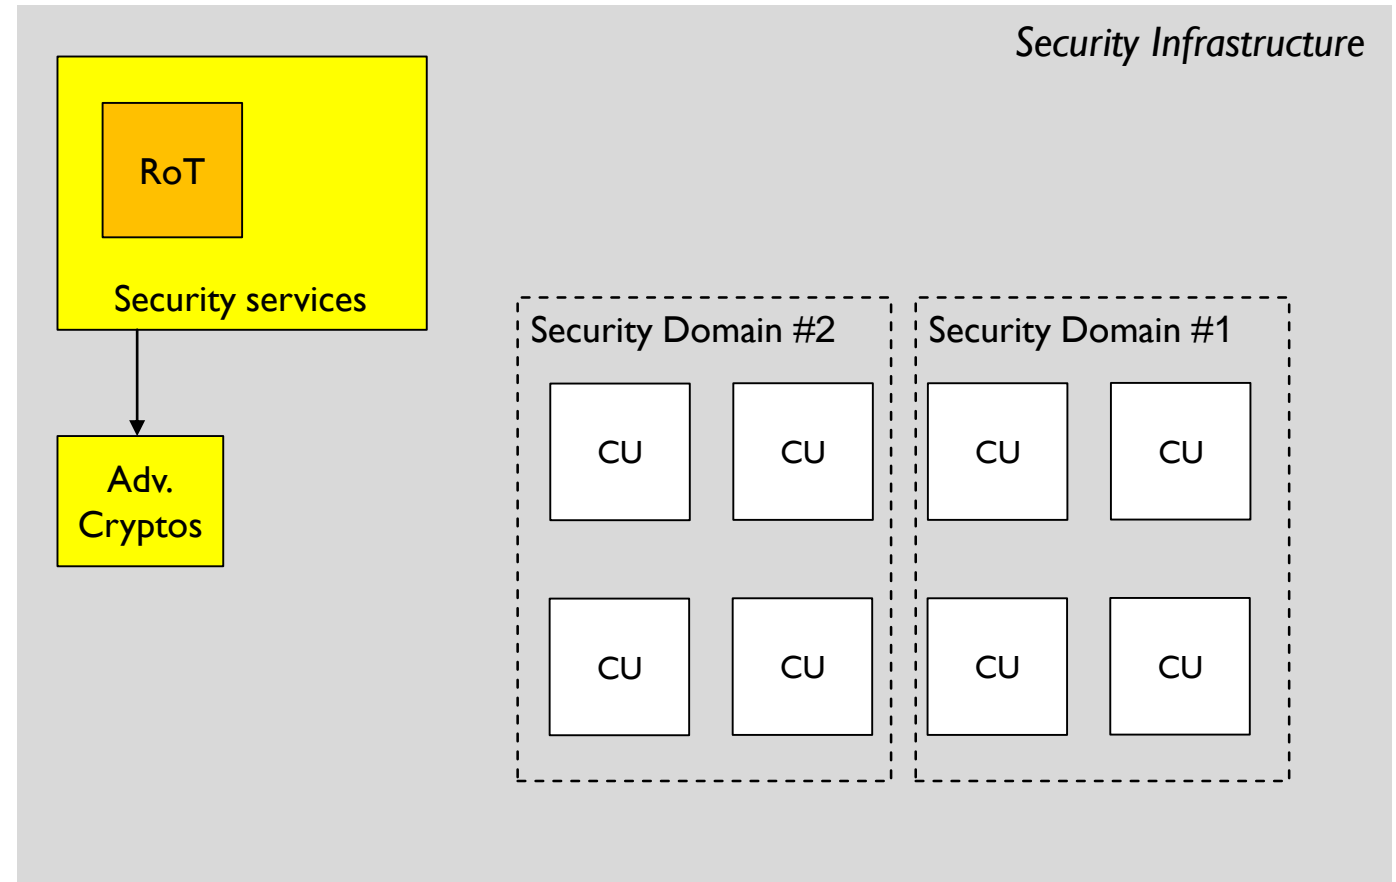 Security Infrastructure
RoT
Security services
Adv.
Cryptos
Security Domain #2
CU CU
CU CU
Security Domain #1
CU CU
CU CU